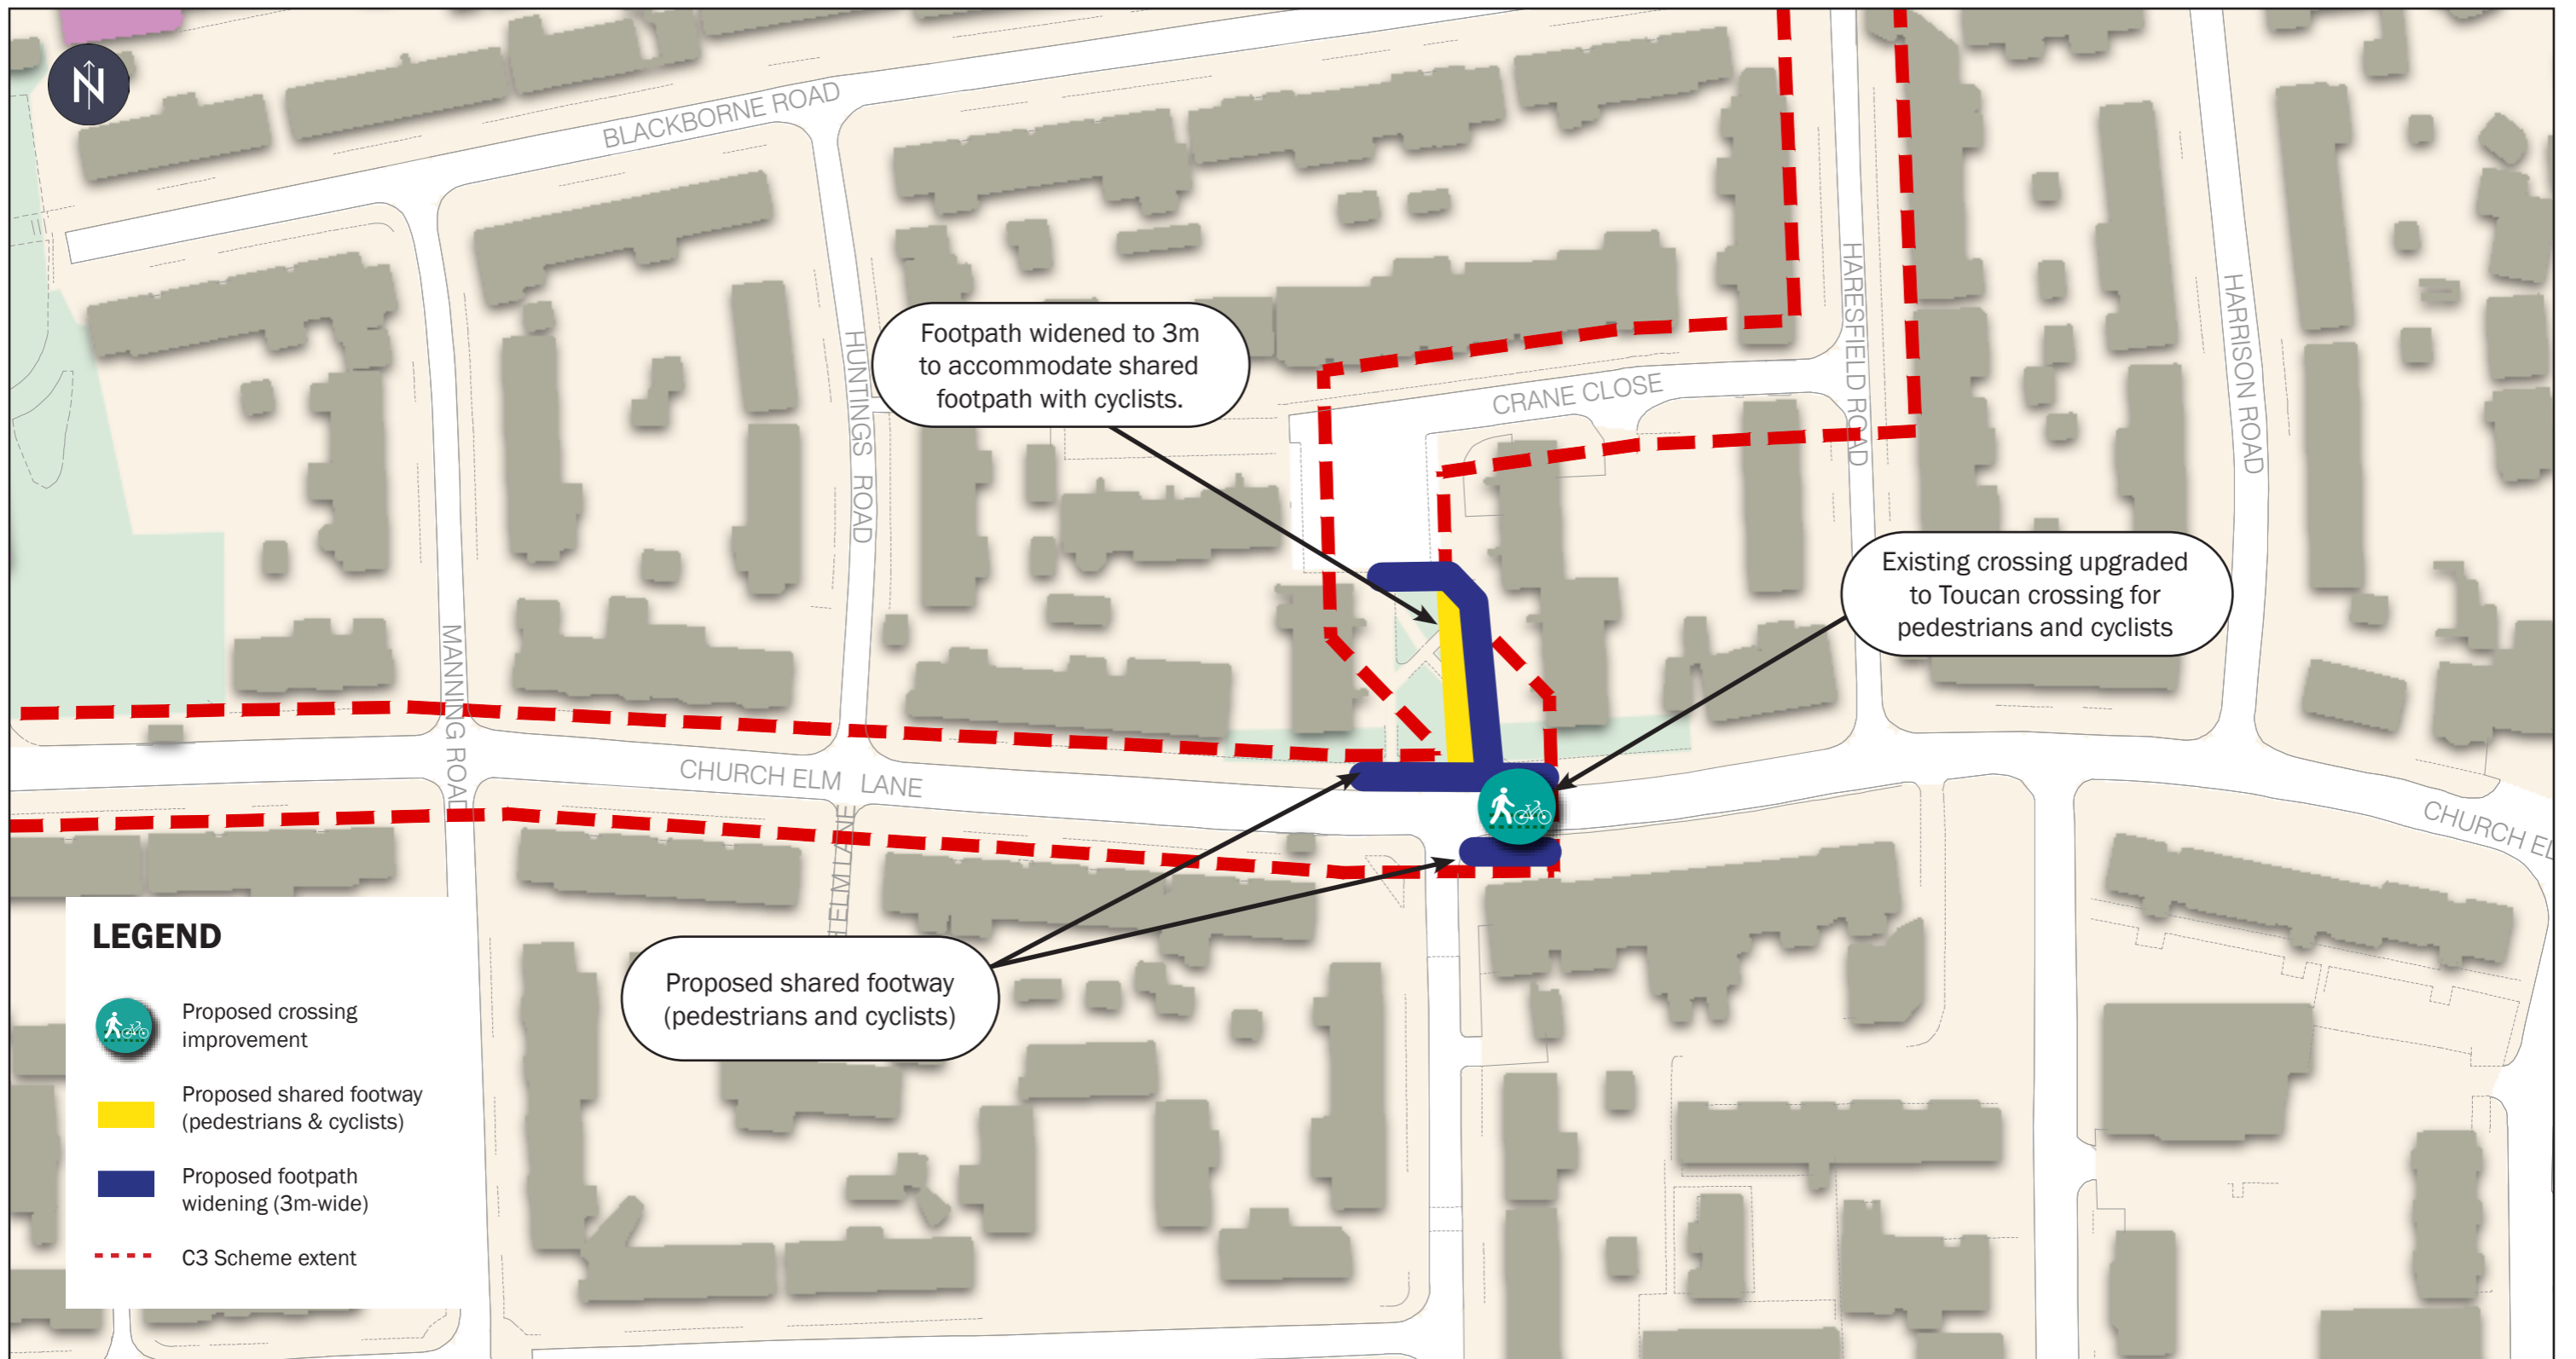 N
BLACKBORNE ROAD
HUNTINGS ROAD
HARESFIELD ROAD
HARRISON ROAD
CRANE CLOSE
Footpath widened to 3m
to accommodate shared
footpath with cyclists.
Existing crossing upgraded
to Toucan crossing for
pedestrians and cyclists
MANNING ROAD
CHURCH ELM LANE
CHURCH EL
ELM LANE
Proposed shared footway
(pedestrians and cyclists)
LEGEND
Proposed crossing
improvement
Proposed shared footway
(pedestrians & cyclists)
Proposed footpath
widening (3m-wide)
C3 Scheme extent